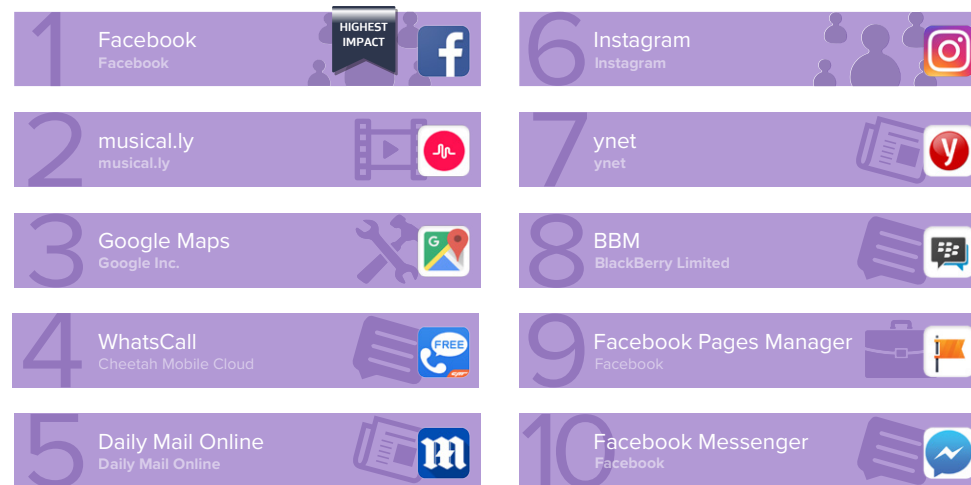 1
Facebook
Facebook
HIGHEST
IMPACT
f
2
musical.ly
musical.ly
3
Google Maps
Google Inc.
G
4
WhatsCall
Cheetah Mobile Cloud
FREE
5
Daily Mail Online
Daily Mail Online
m
6
Instagram
Instagram
7
ynet
ynet
y
8
BBM
BlackBerry Limited
9
Facebook Pages Manager
Facebook
10
Facebook Messenger
Facebook